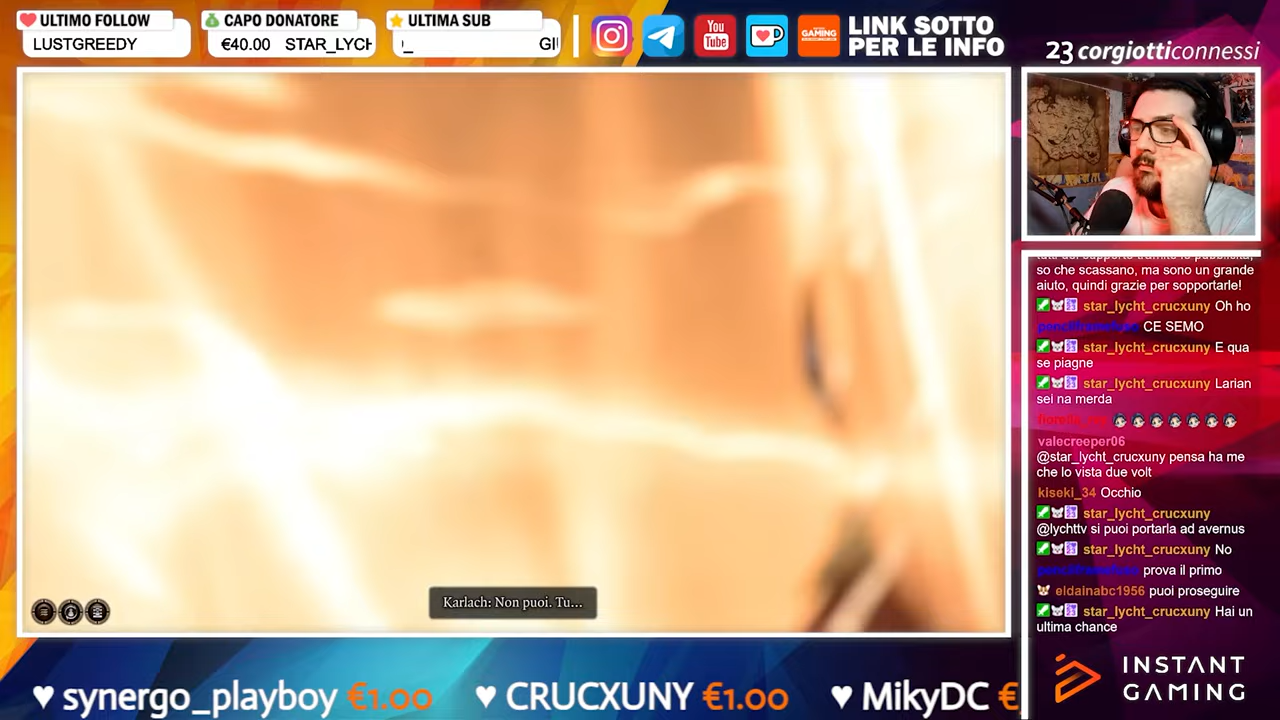 ULTIMO FOLLOW
LUSTGREEDY
CAPO DONATORE
€40.00 STAR_LYCH
ULTIMA SUB
GI
You
Tube
GAMING
LINK SOTTO
PER LE INFO
23 corgiotticonnessi
so che scassano, ma sono un grande
aiuto, quindi grazie per sopportarle!
star_lycht_crucxuny Oh ho
CE SEMO
star_lycht_crucxuny E qua
se piagne
star_lycht_crucxuny Larian
sei na merda
valecreeper06
@star_lycht_crucxuny pensa ha me
che lo vista due volt
kiseki_34 Occhio
star_lycht_crucxuny
@lychttv si puoi portarla ad avernus
star_lycht_crucxuny No
prova il primo
eldainabc1956 puoi proseguire
star_lycht_crucxuny Hai un
ultima chance
Karlach: Non puoi. Tu...
INSTANT
GAMING
synergo_playboy €1.00 CRUCXUNY €1.00 MikyDC €